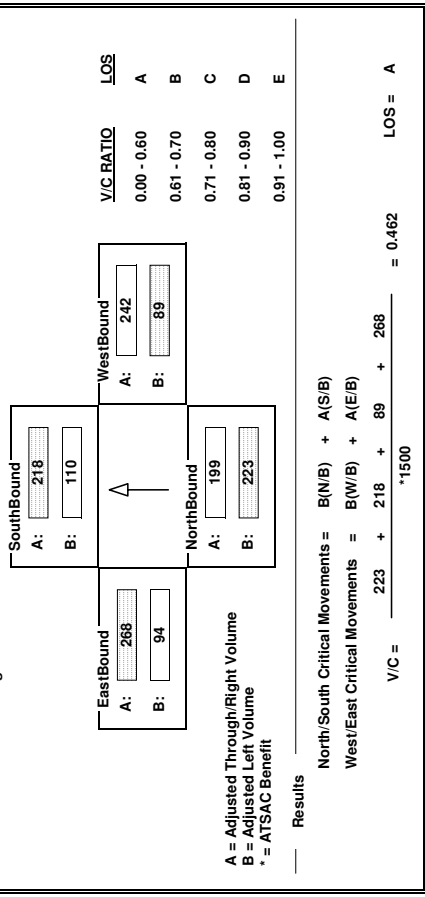 SouthBound
A: 218
B: 110
EastBound
A: 268
B: 94
WestBound
A: 242
B: 89
NorthBound
A: 199
B: 223
V/C RATIO LOS
0.00 - 0.60 A
0.61 - 0.70 B
0.71 - 0.80 C
0.81 - 0.90 D
0.91 - 1.00 E
A = Adjusted Through/Right Volume
B = Adjusted Left Volume
* = ATSAC Benefit
Results
North/South Critical Movements = B(N/B) + A(S/B)
West/East Critical Movements = B(W/B) + A(E/B)
V/C = 223 + 218 + 89 + 268 = 0.462 LOS = A
*1500